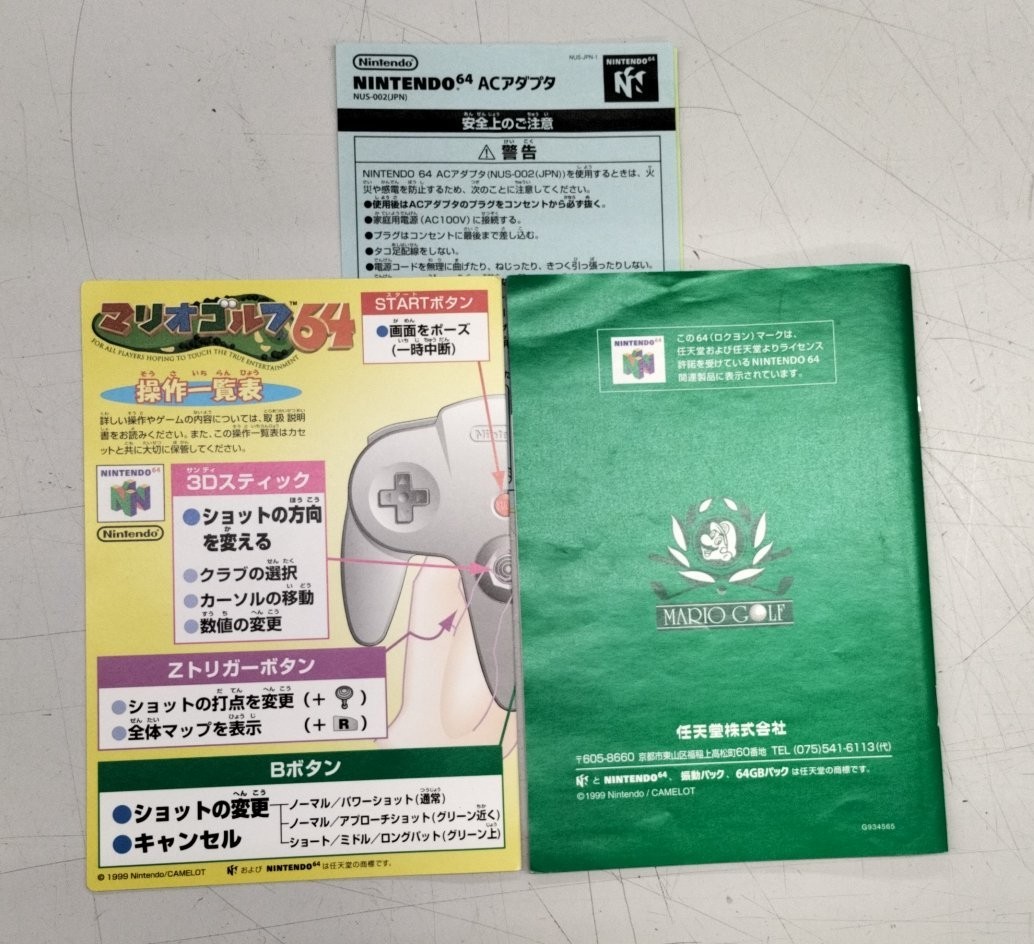 Nintendo
NUS-JPN-1
NINTENDO64 ACアダプタ
NUS-002(JPN)
NINTENDO64
安全上のご注意
警告
NINTENDO 64 ACアダプタ(NUS-002(JPN))を使用するときは、火
災や感電を防止するため、次のことに注意してください。
●使用後はACアダプタのプラグをコンセントから必ず抜く。
●家庭用電源(AC100V)に接続する。
●プラグはコンセントに最後まで差し込む。
●タコ足配線をしない。
●電源コードを無理に曲げたり、ねじったり、きつく引っ張ったりしない。
マリオゴルフ64
TM
FOR ALL PLAYERS HOPING TO TOUCH THE TRUE ENTERTAINMENT
操作一覧表
詳しい操作やゲームの内容については、取扱説明
書をお読みください。また、この操作一覧表はカセ
ットと共に大切に保管してください。
NINTENDO64
Nintendo
STARTボタン
●画面をポーズ
(一時中断)
3Dスティック
●ショットの方向
を変える
●クラブの選択
●カーソルの移動
●数値の変更
Zトリガーボタン
●ショットの打点を変更(+ )
●全体マップを表示 (+ R )
Bボタン
●ショットの変更
ノーマル/パワーショット(通常)
ノーマル/アプローチショット(グリーン近く)
ショート/ミドル/ロングパット(グリーン上)
●キャンセル
© 1999 Nintendo/CAMELOT
および NINTENDO64 は任天堂の商標です。
NINTENDO64
この64(ロクヨン)マークは、
任天堂および任天堂よりライセンス
許諾を受けているNINTENDO 64
関連製品に表示されています。
MARIO GOLF
任天堂株式会社
〒605-8660 京都市東山区福稲上高松町60番地 TEL (075)541-6113(代)
と NINTENDO64、振動パック、64GBパック は任天堂の商標です。
©1999 Nintendo / CAMELOT
G934565